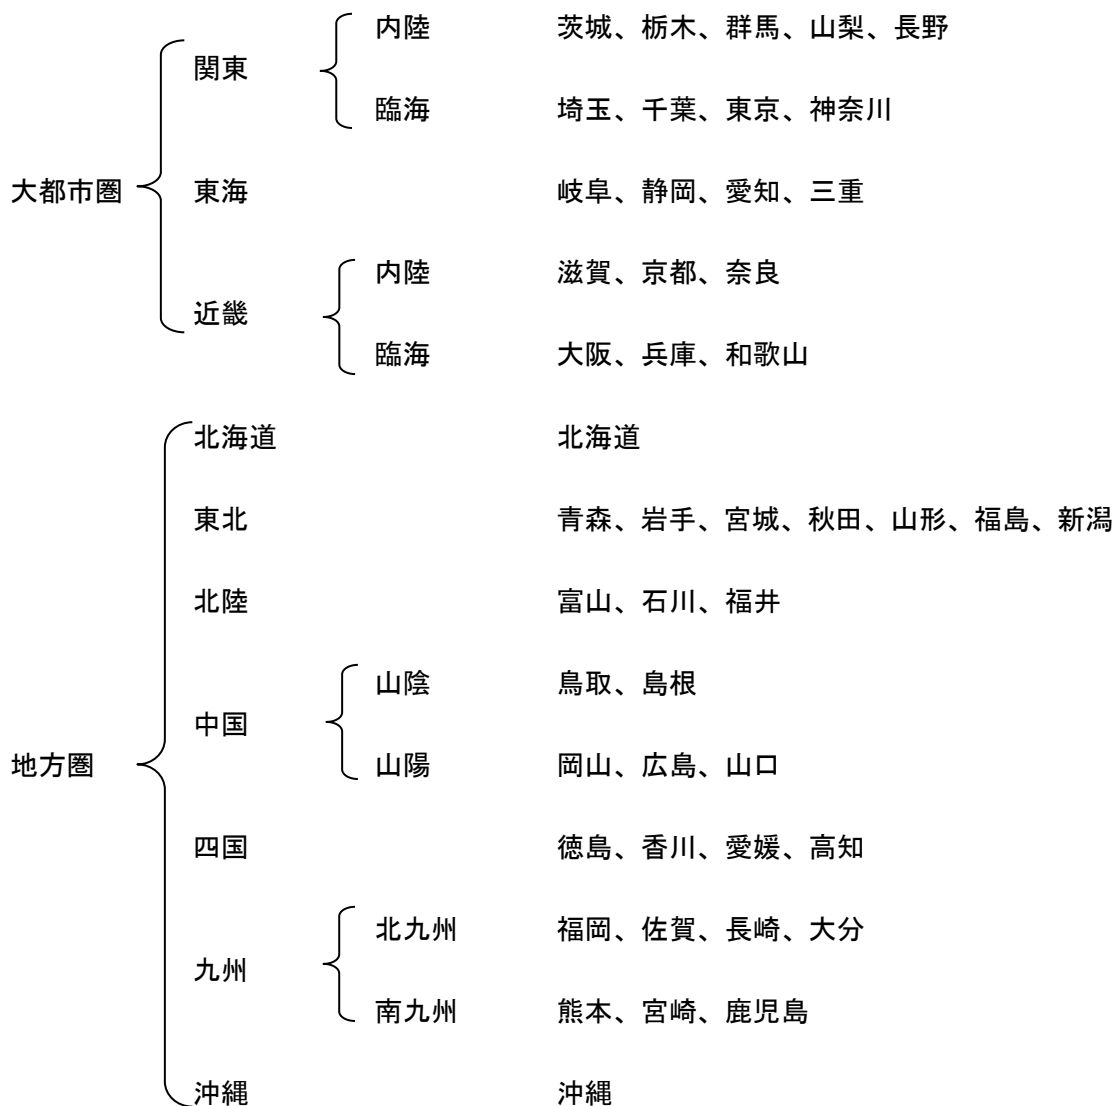 内陸 茨城、栃木、群馬、山梨、長野
関東
臨海 埼玉、千葉、東京、神奈川
大都市圏 東海 岐阜、静岡、愛知、三重
内陸 滋賀、京都、奈良
近畿
臨海 大阪、兵庫、和歌山
北海道 北海道
東北 青森、岩手、宮城、秋田、山形、福島、新潟
北陸 富山、石川、福井
山陰 鳥取、島根
中国
地方圏 山陽 岡山、広島、山口
四国 徳島、香川、愛媛、高知
北九州 福岡、佐賀、長崎、大分
九州
南九州 熊本、宮崎、鹿児島
沖縄 沖縄